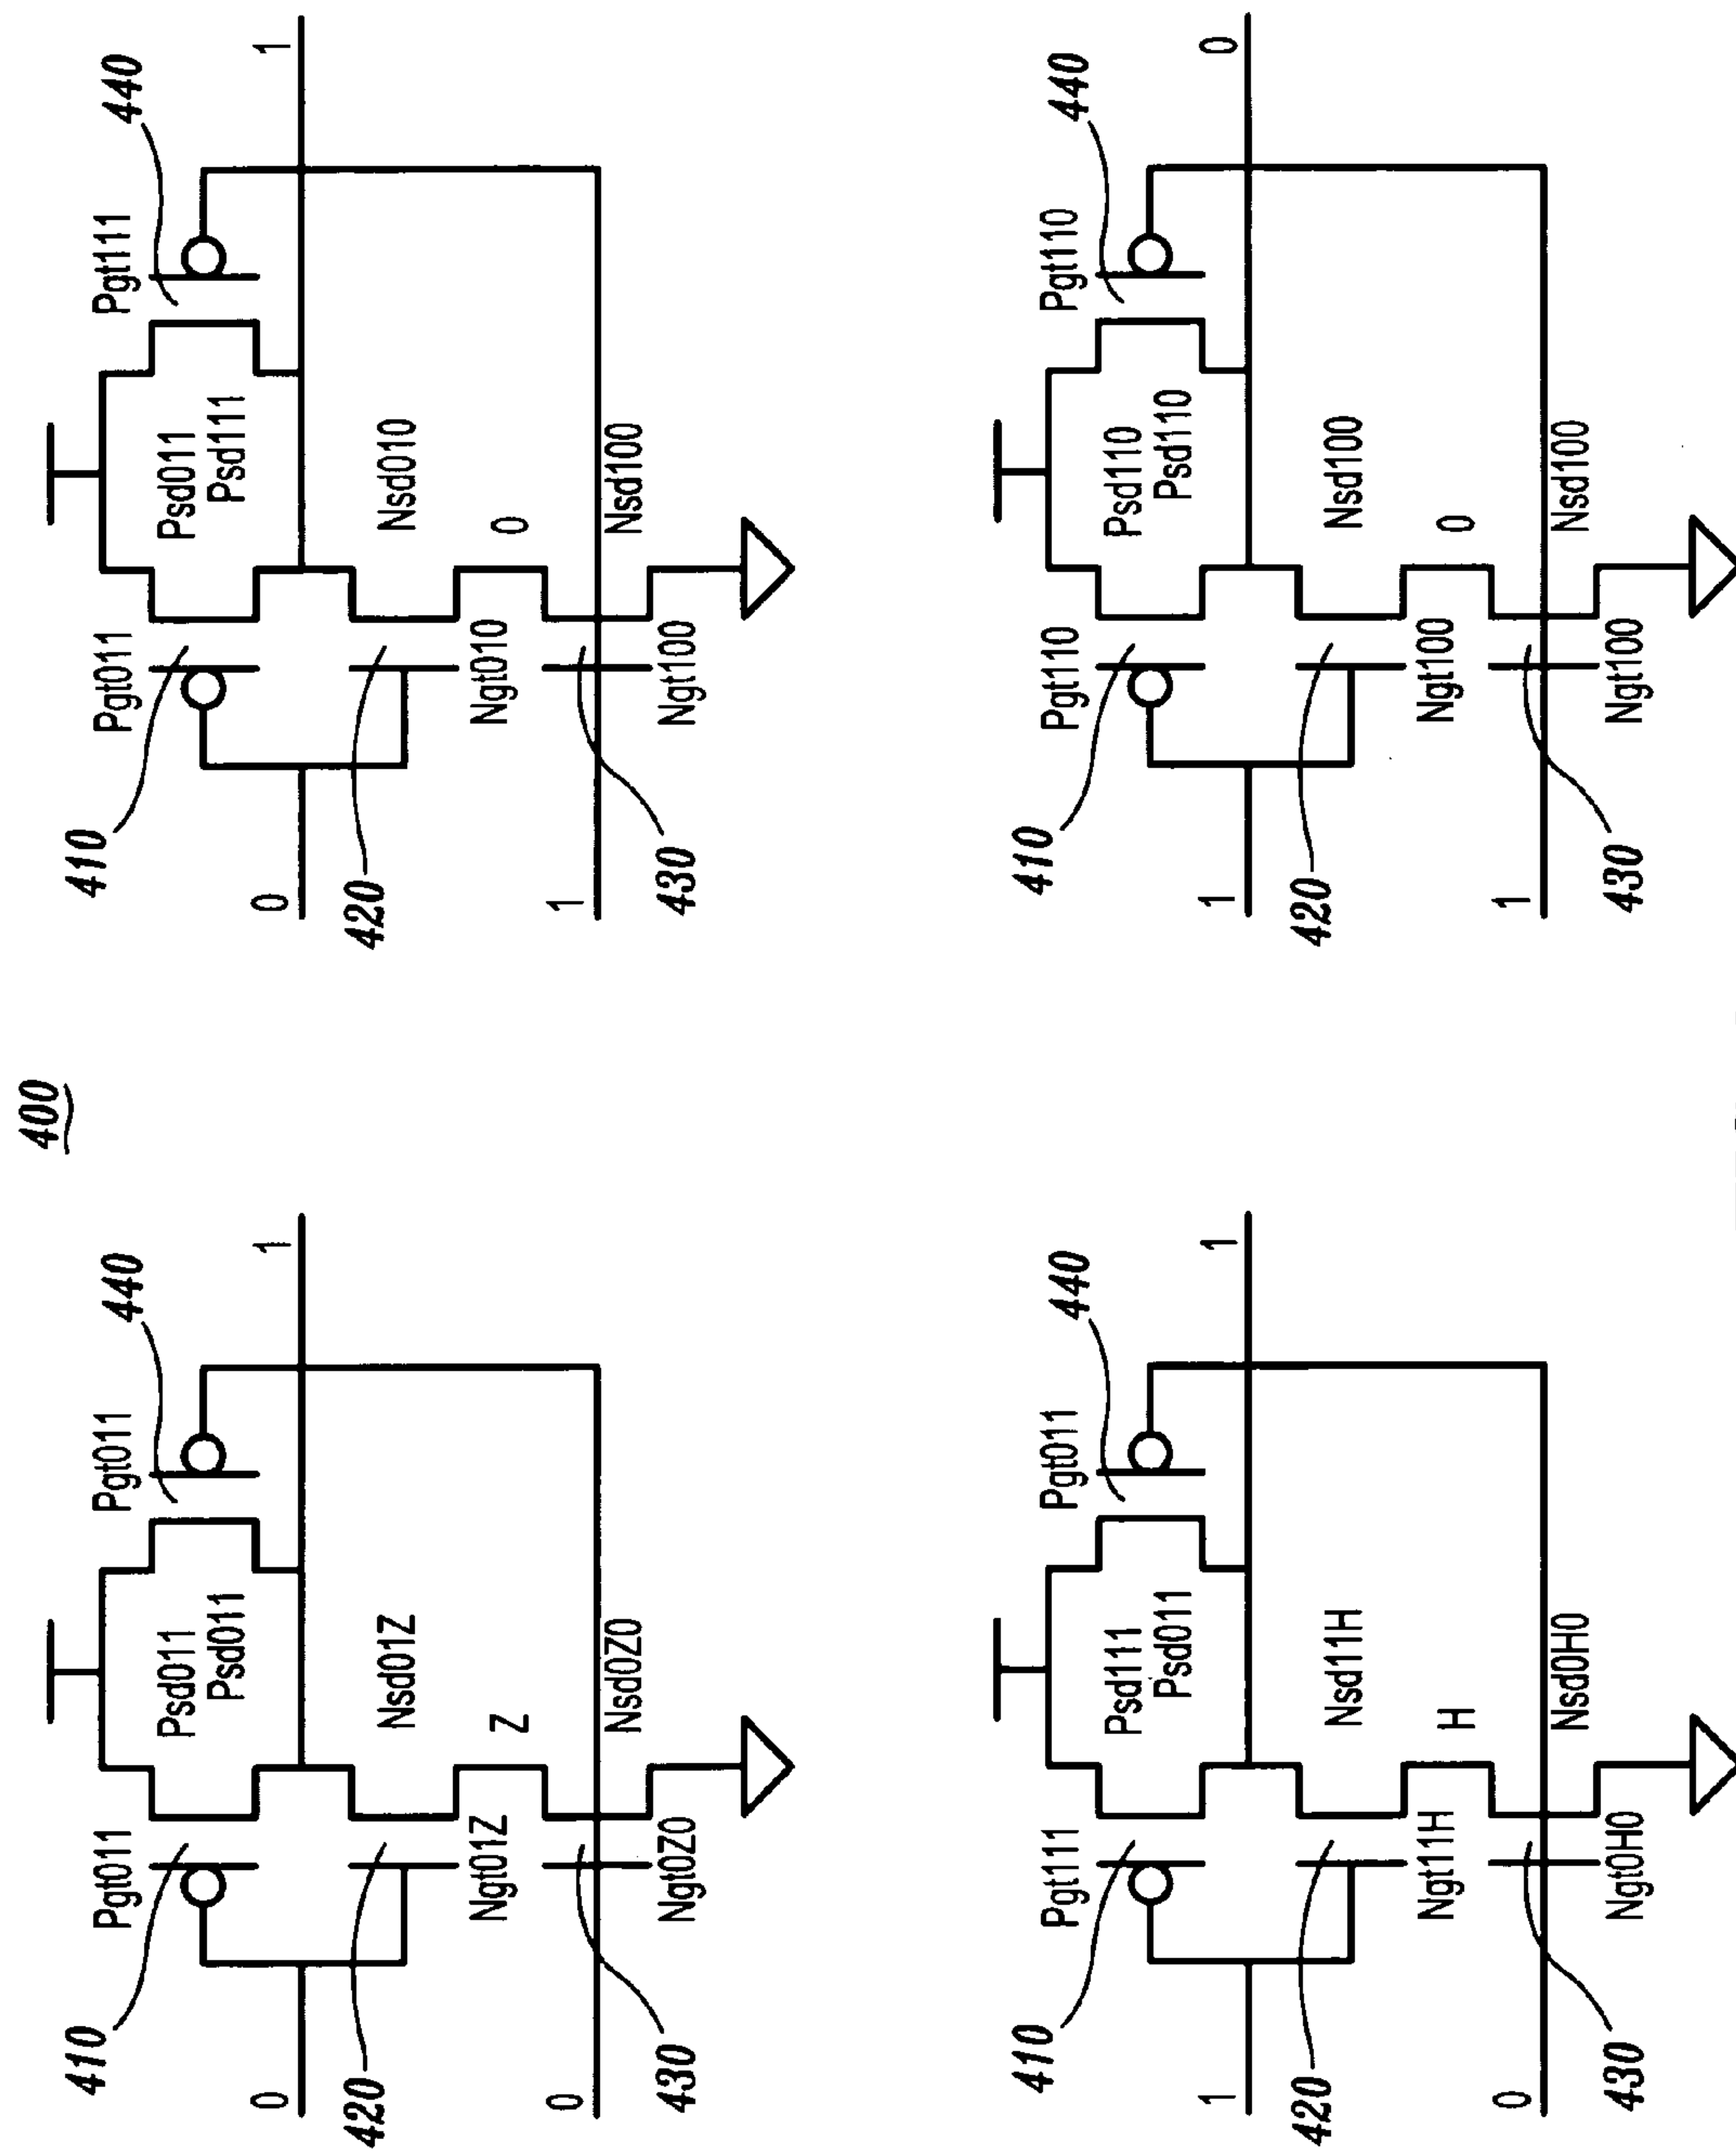 400
410
Pgt011
Psd011
Psd011
Pgt011
440
0
1
420
Nsd01Z
Ngt01Z
Z
0
Nsd0Z0
430
Ngt0Z0
410
Pgt011
Psd011
Psd111
Pgt111
440
0
1
420
Nsd010
Ngt010
0
1
Nsd100
430
Ngt100
410
Pgt111
Psd111
Psd011
Pgt011
440
1
1
420
Nsd11H
Ngt11H
H
0
Nsd0H0
430
Ngt0H0
410
Pgt110
Psd110
Psd110
Pgt110
440
1
0
420
Nsd100
Ngt100
0
1
Nsd100
430
Ngt100